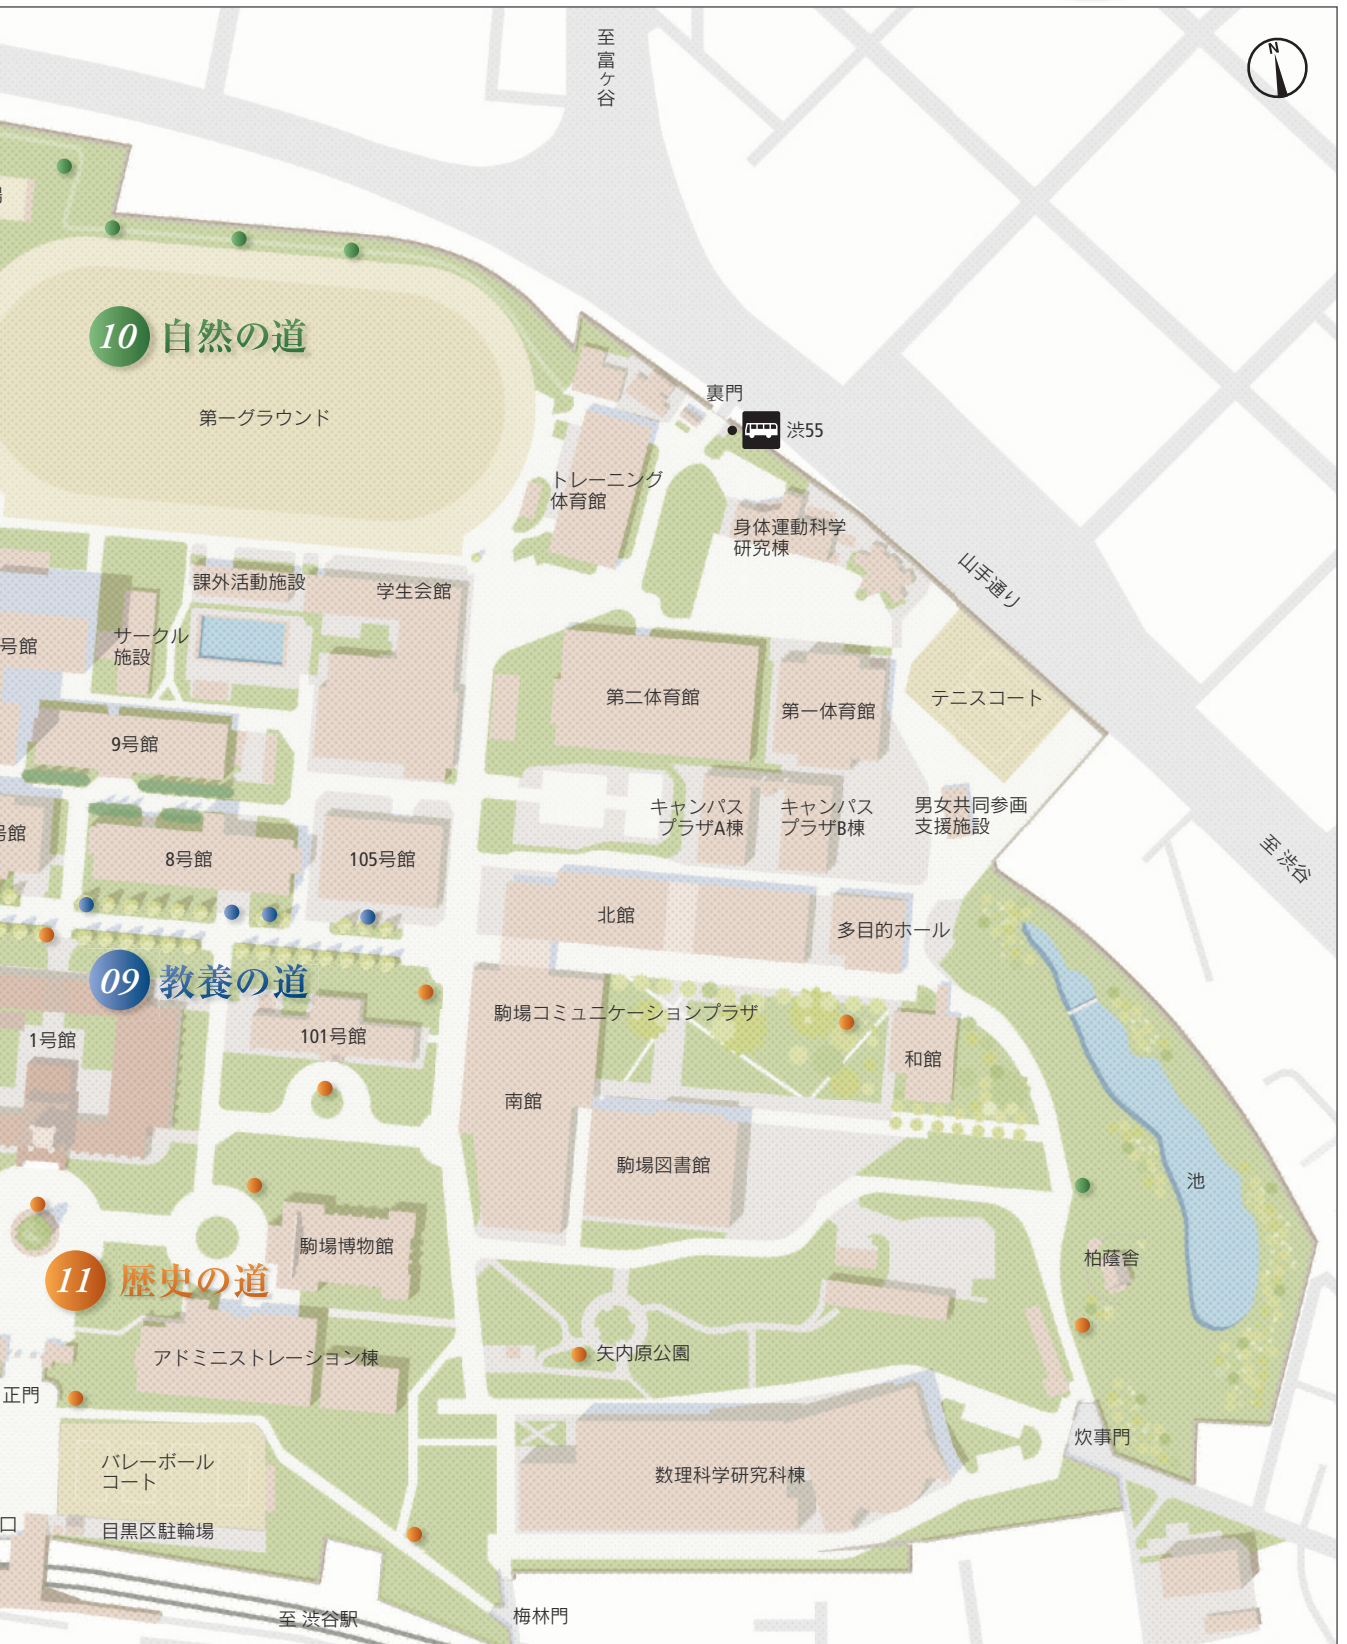 至富ヶ谷
N
10 自然の道
第一グラウンド
裏門
渋55
トレーニング
体育館
身体運動科学
研究棟
山手通り
課外活動施設
学生会館
サークル
施設
号館
第二体育館
第一体育館
テニスコート
9号館
キャンパス
プラザA棟
キャンパス
プラザB棟
男女共同参画
支援施設
号館
8号館
105号館
至 渋谷
北館
多目的ホール
09 教養の道
駒場コミュニケーションプラザ
1号館
101号館
和館
南館
駒場図書館
池
駒場博物館
柏蔭舎
11 歴史の道
アドミニストレーション棟
矢内原公園
正門
炊事門
バレーボール
コート
数理科学研究科棟
口
目黒区駐輪場
至 渋谷駅
梅林門